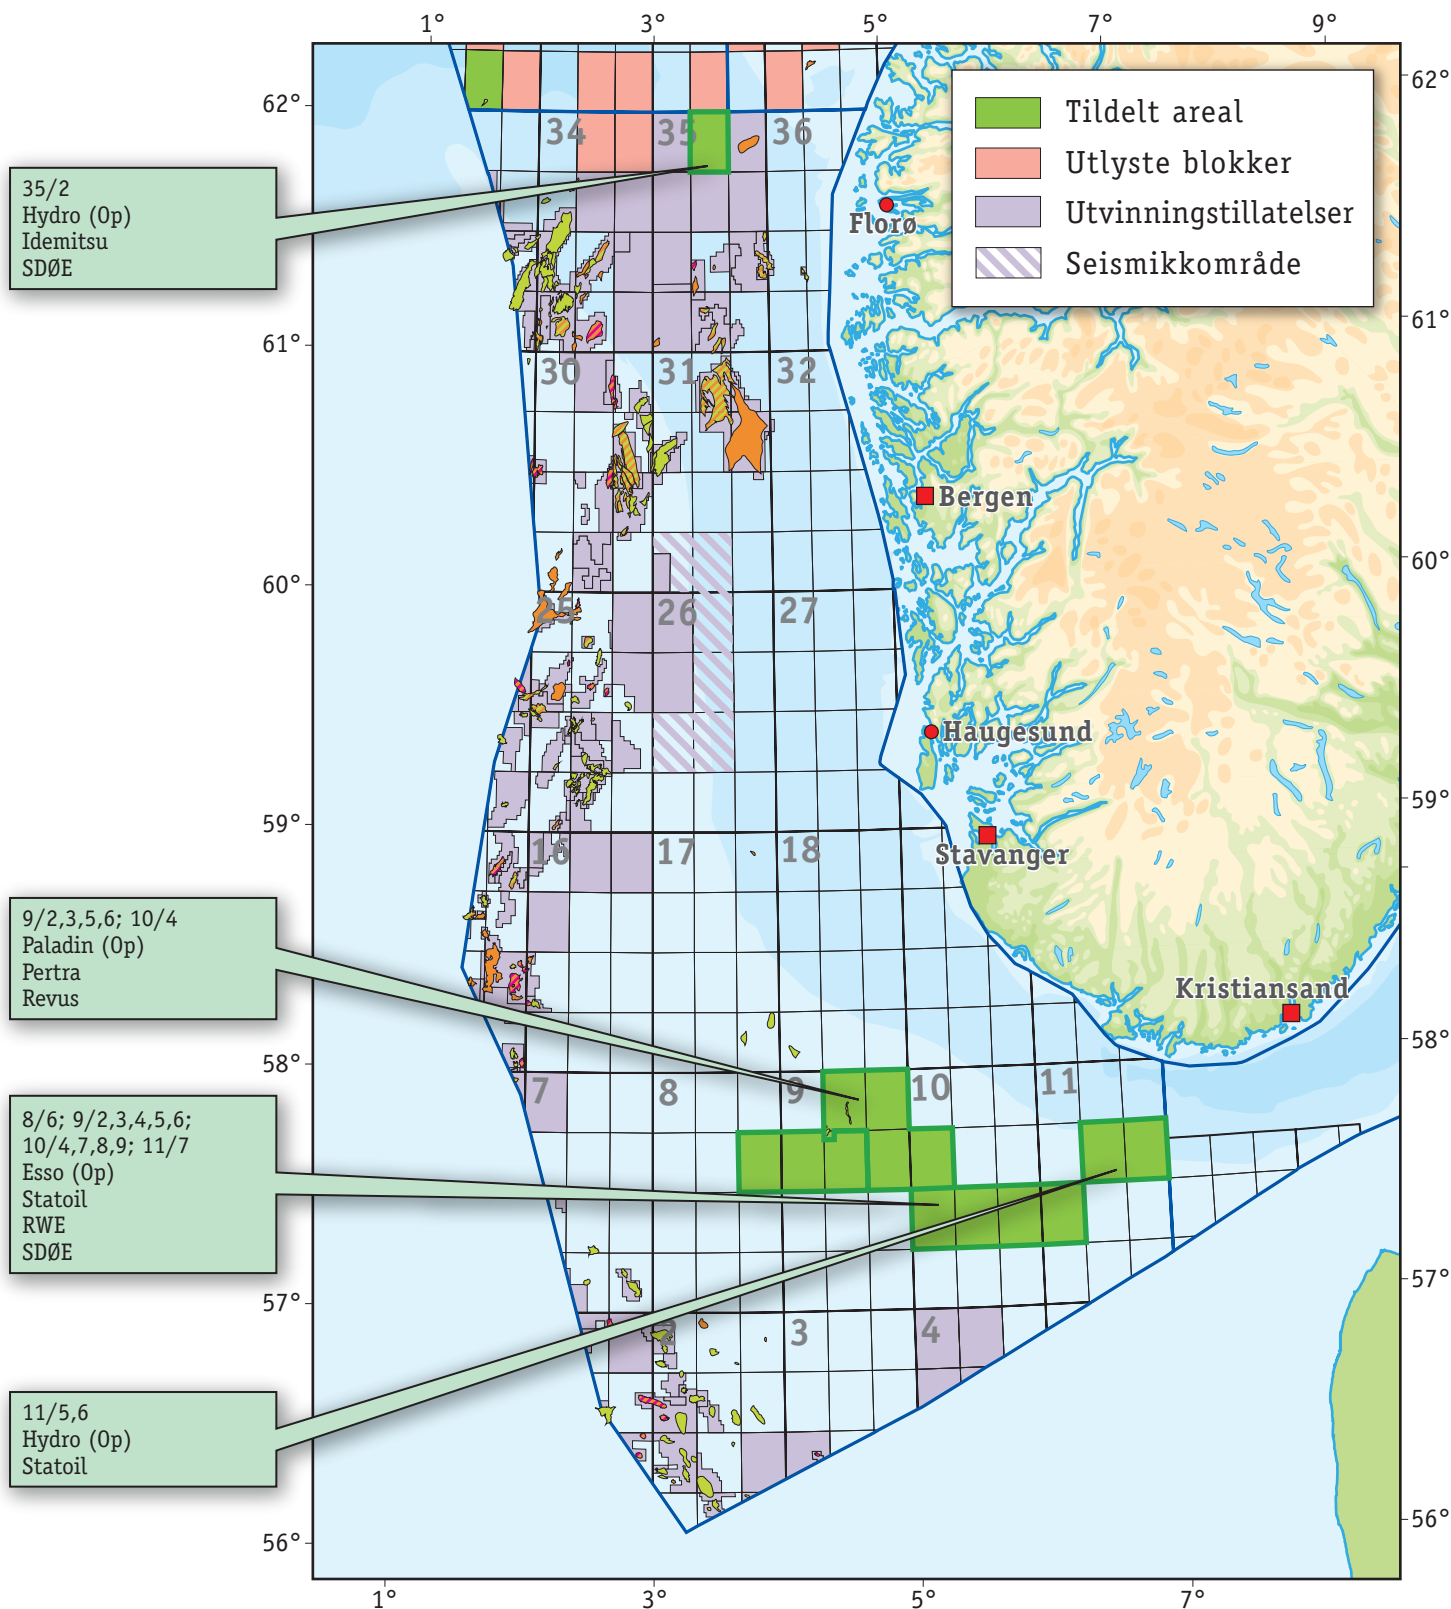 1°
3°
5°
7°
9°
62°
62°
34
35
36
Tildelt areal
Utlyste blokker
Utvinningstillatelser
Seismikkområde
35/2
Hydro (Op)
Idemitsu
SDØE
Florø
61°
61°
30
31
32
Bergen
60°
60°
25
26
27
Haugesund
59°
59°
16
17
18
Stavanger
9/2,3,5,6; 10/4
Paladin (Op)
Pertra
Revus
Kristiansand
58°
58°
7
8
9
10
11
8/6; 9/2,3,4,5,6;
10/4,7,8,9; 11/7
Esso (Op)
Statoil
RWE
SDØE
57°
57°
2
3
4
11/5,6
Hydro (Op)
Statoil
56°
56°
1°
3°
5°
7°